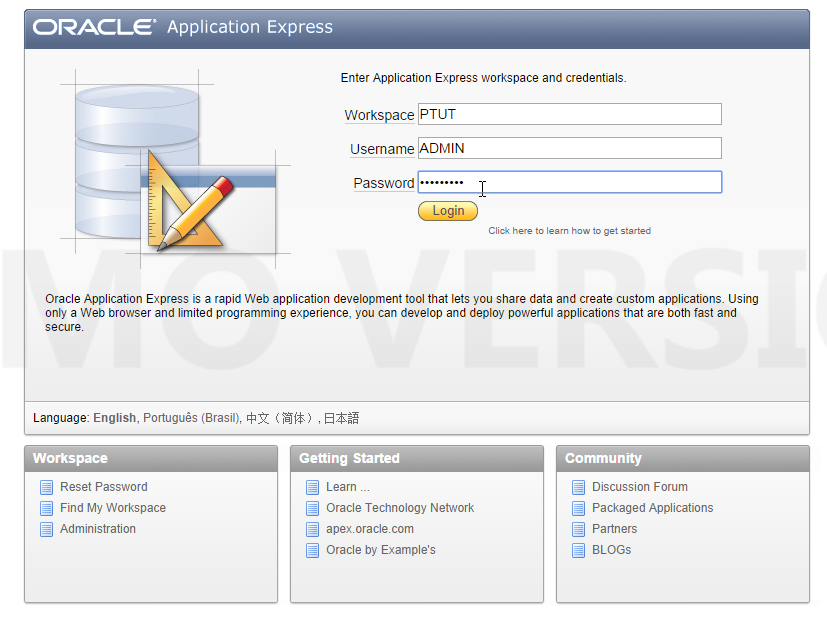 ORACLE® Application Express
Enter Application Express workspace and credentials.
Workspace PTUT
Username ADMIN
Password •••••••••
Login
Click here to learn how to get started
MO VERSIO
Oracle Application Express is a rapid Web application development tool that lets you share data and create custom applications. Using
only a Web browser and limited programming experience, you can develop and deploy powerful applications that are both fast and
secure.
Language: English, Português (Brasil), 中文（简体）, 日本語
Workspace
Reset Password
Find My Workspace
Administration
Getting Started
Learn ...
Oracle Technology Network
apex.oracle.com
Oracle by Example's
Community
Discussion Forum
Packaged Applications
Partners
BLOGs